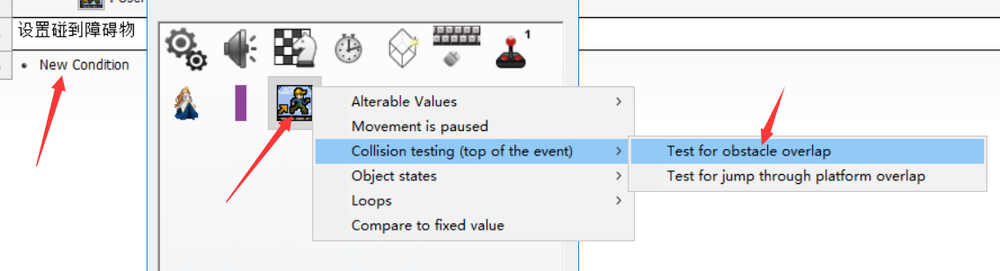 设置碰到障碍物
New Condition
1
Alterable Values
Movement is paused
Collision testing (top of the event)
Test for obstacle overlap
Object states
Test for jump through platform overlap
Loops
Compare to fixed value